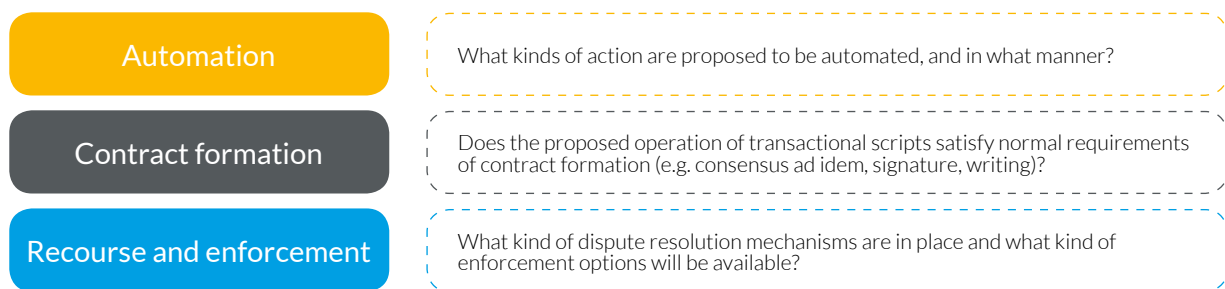 Automation
What kinds of action are proposed to be automated, and in what manner?
Contract formation
Does the proposed operation of transactional scripts satisfy normal requirements
of contract formation (e.g. consensus ad idem, signature, writing)?
Recourse and enforcement
What kind of dispute resolution mechanisms are in place and what kind of
enforcement options will be available?